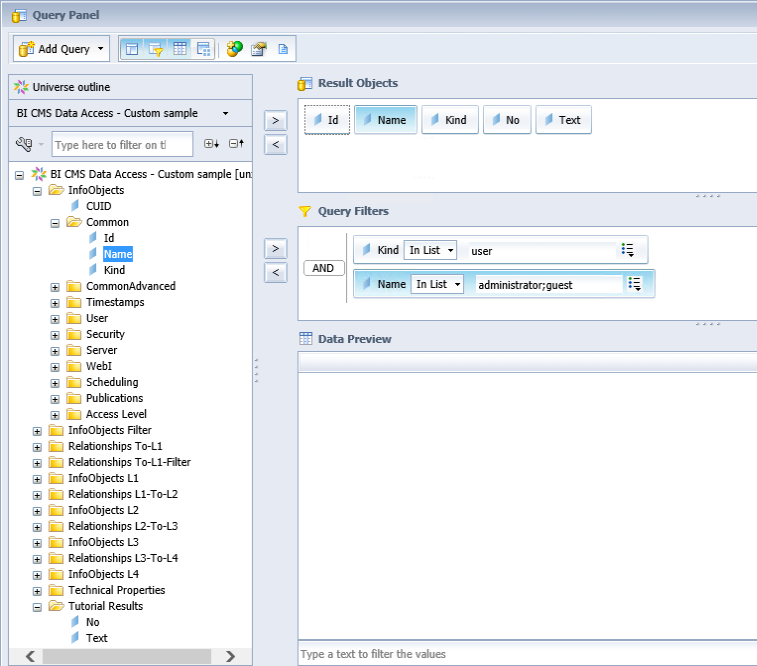 Query Panel
Add Query
Universe outline
BI CMS Data Access - Custom sample
Type here to filter on tl
BI CMS Data Access - Custom sample [un
InfoObjects
CUID
Common
Id
Name
Kind
CommonAdvanced
Timestamps
User
Security
Server
WebI
Scheduling
Publications
Access Level
InfoObjects Filter
Relationships To-L1
Relationships To-L1-Filter
InfoObjects L1
Relationships L1-To-L2
InfoObjects L2
Relationships L2-To-L3
InfoObjects L3
Relationships L3-To-L4
InfoObjects L4
Technical Properties
Tutorial Results
No
Text
>
<
>
<
Result Objects
Id Name Kind No Text
Query Filters
AND
Kind In List user
Name In List administrator;guest
Data Preview
Type a text to filter the values